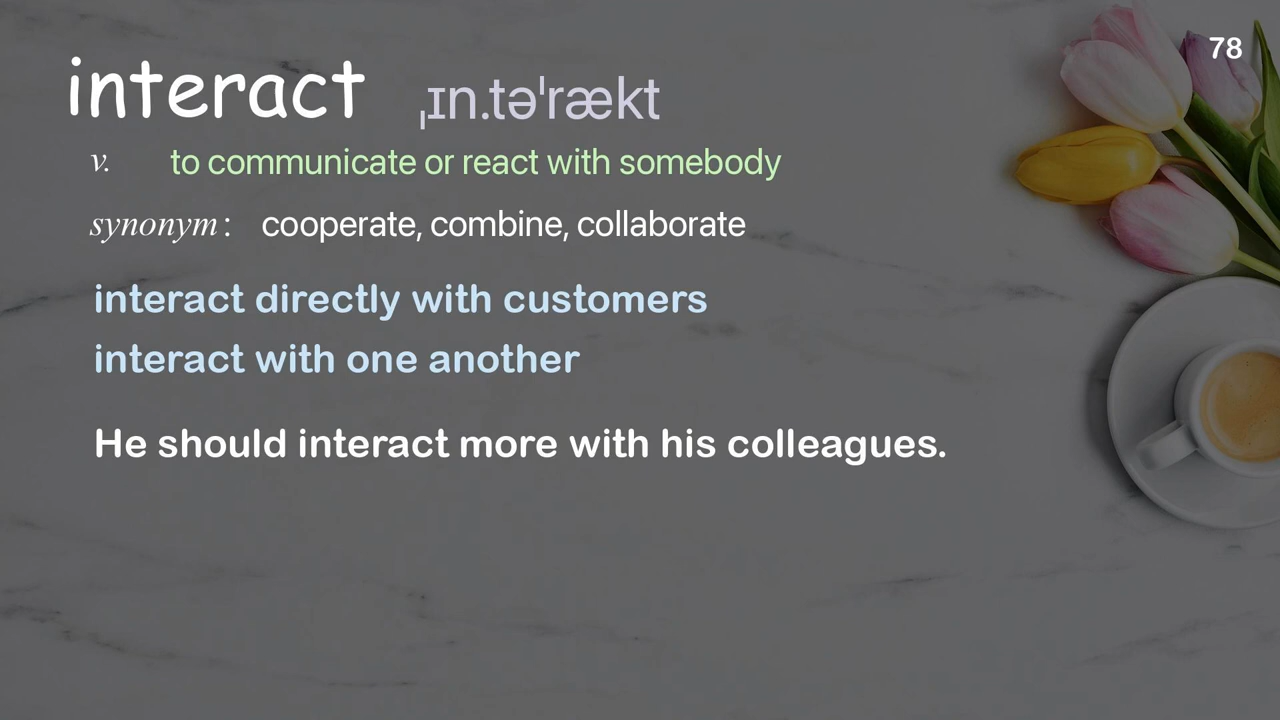 78
interact ˌɪn.təˈrækt
v. to communicate or react with somebody
synonym: cooperate, combine, collaborate
interact directly with customers
interact with one another
He should interact more with his colleagues.